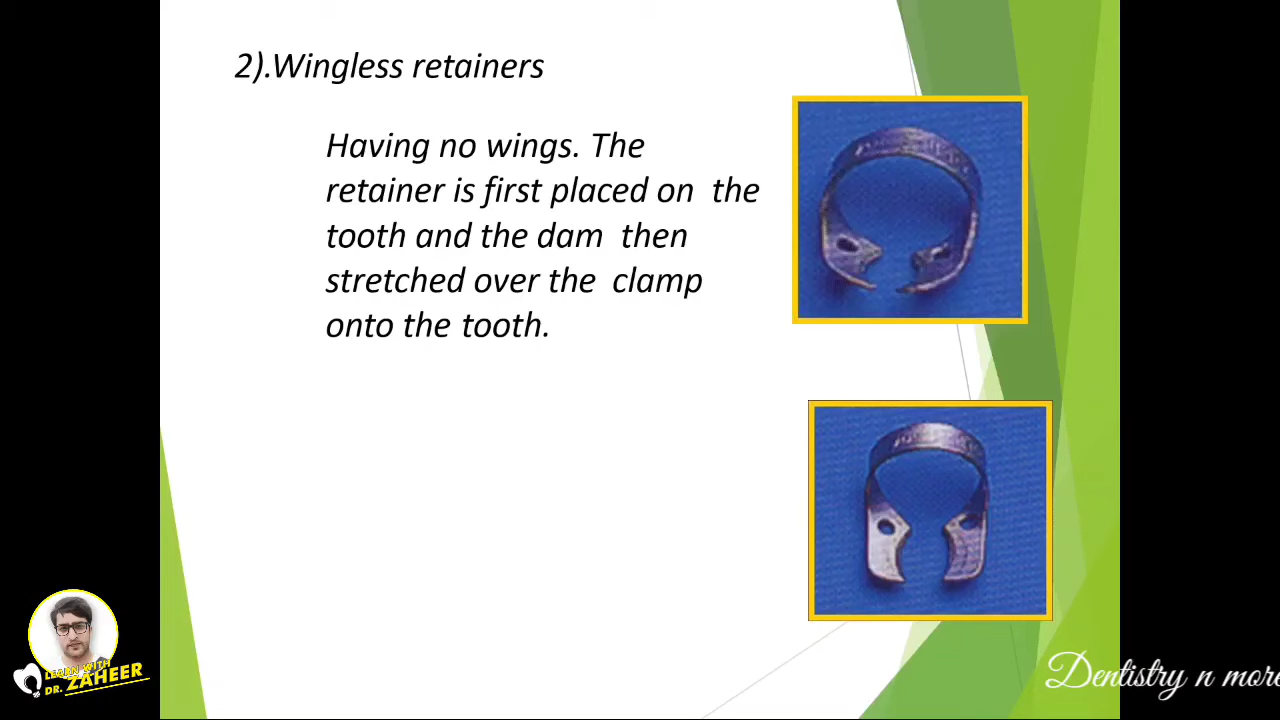 2).Wingless retainers
Having no wings. The
retainer is first placed on the
tooth and the dam then
stretched over the clamp
onto the tooth.
LEARN WITH
DR. ZAHEER
Dentistry n more